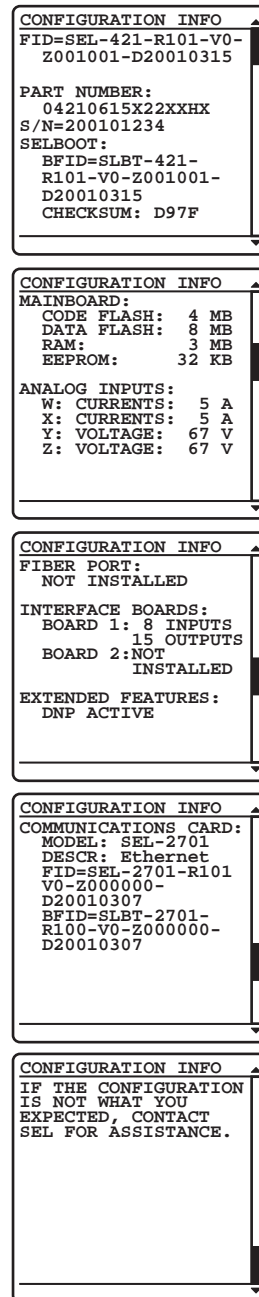 CONFIGURATION INFO
FID=SEL-421-R101-V0-
Z001001-D20010315
PART NUMBER:
04210615X22XXHX
S/N=200101234
SELBOOT:
BFID=SLBT-421-
R101-V0-Z001001-
D20010315
CHECKSUM: D97F
CONFIGURATION INFO
MAINBOARD:
CODE FLASH: 4 MB
DATA FLASH: 8 MB
RAM: 3 MB
EEPROM: 32 KB
ANALOG INPUTS:
W: CURRENTS: 5 A
X: CURRENTS: 5 A
Y: VOLTAGE: 67 V
Z: VOLTAGE: 67 V
CONFIGURATION INFO
FIBER PORT:
NOT INSTALLED
INTERFACE BOARDS:
BOARD 1: 8 INPUTS
15 OUTPUTS
BOARD 2:NOT
INSTALLED
EXTENDED FEATURES:
DNP ACTIVE
CONFIGURATION INFO
COMMUNICATIONS CARD:
MODEL: SEL-2701
DESCR: Ethernet
FID=SEL-2701-R101
V0-Z000000-
D20010307
BFID=SLBT-2701-
R100-V0-Z000000-
D20010307
CONFIGURATION INFO
IF THE CONFIGURATION
IS NOT WHAT YOU
EXPECTED, CONTACT
SEL FOR ASSISTANCE.